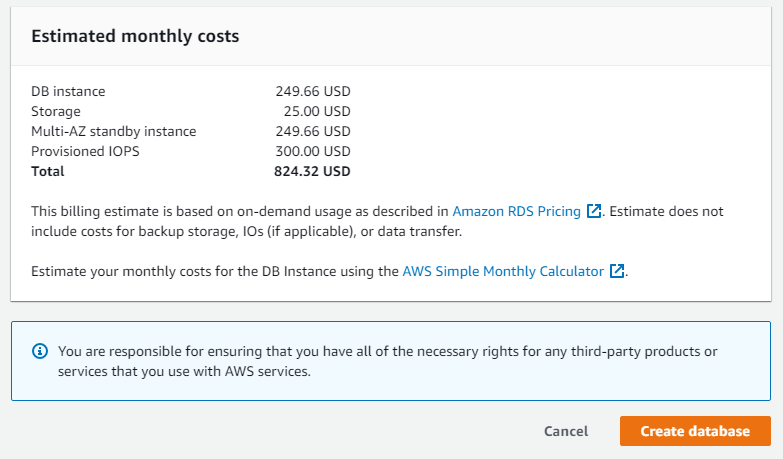 Estimated monthly costs
DB instance 249.66 USD
Storage 25.00 USD
Multi-AZ standby instance 249.66 USD
Provisioned IOPS 300.00 USD
Total 824.32 USD
This billing estimate is based on on-demand usage as described in Amazon RDS Pricing. Estimate does not
include costs for backup storage, IOs (if applicable), or data transfer.
Estimate your monthly costs for the DB Instance using the AWS Simple Monthly Calculator.
You are responsible for ensuring that you have all of the necessary rights for any third-party products or
services that you use with AWS services.
Cancel Create database